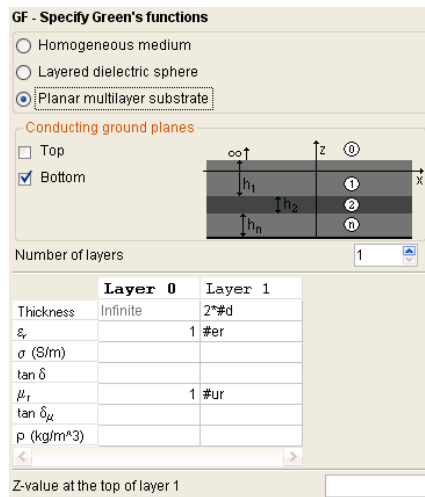 GF - Specify Green's functions
Homogeneous medium
Layered dielectric sphere
Planar multilayer substrate
Conducting ground planes
Top
Bottom
∞↑ z 0
h1 1 x
h2 2
hn n
Number of layers 1
Layer 0 Layer 1
Thickness Infinite 2*#d
εr 1 #er
σ (S/m)
tan δ
μr 1 #ur
tan δμ
ρ (kg/m^3)
Z-value at the top of layer 1